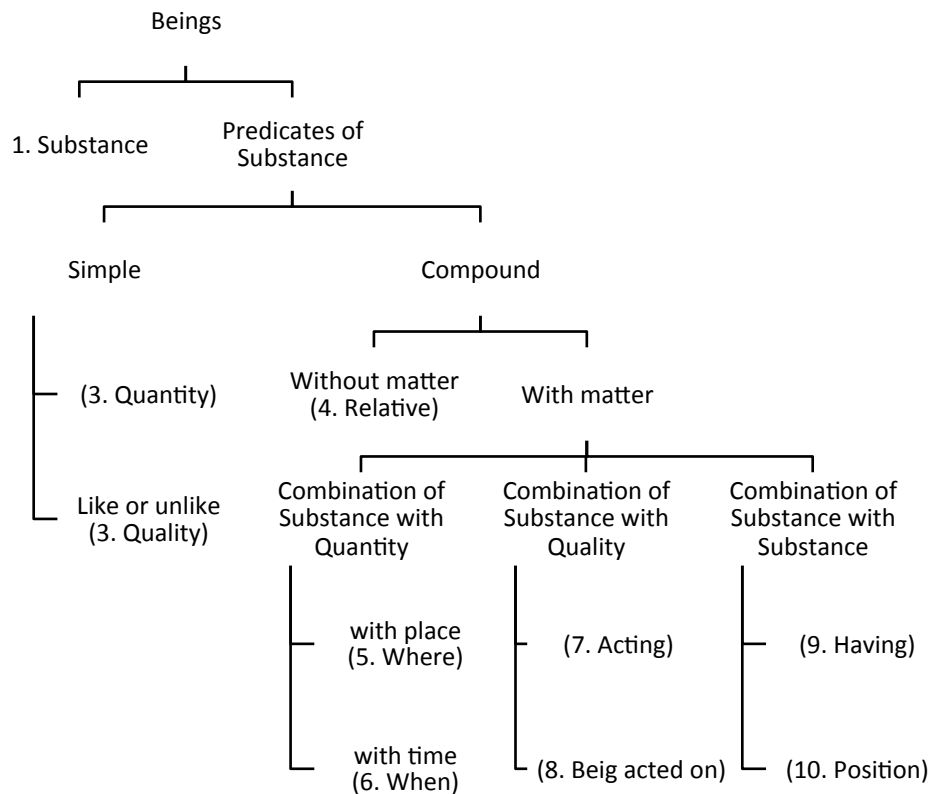 Beings
1. Substance
Predicates of
Substance
Simple
Compound
(3. Quantity)
Like or unlike
(3. Quality)
Without matter
(4. Relative)
With matter
Combination of
Substance with
Quantity
Combination of
Substance with
Quality
Combination of
Substance with
Substance
with place
(5. Where)
with time
(6. When)
(7. Acting)
(8. Beig acted on)
(9. Having)
(10. Position)